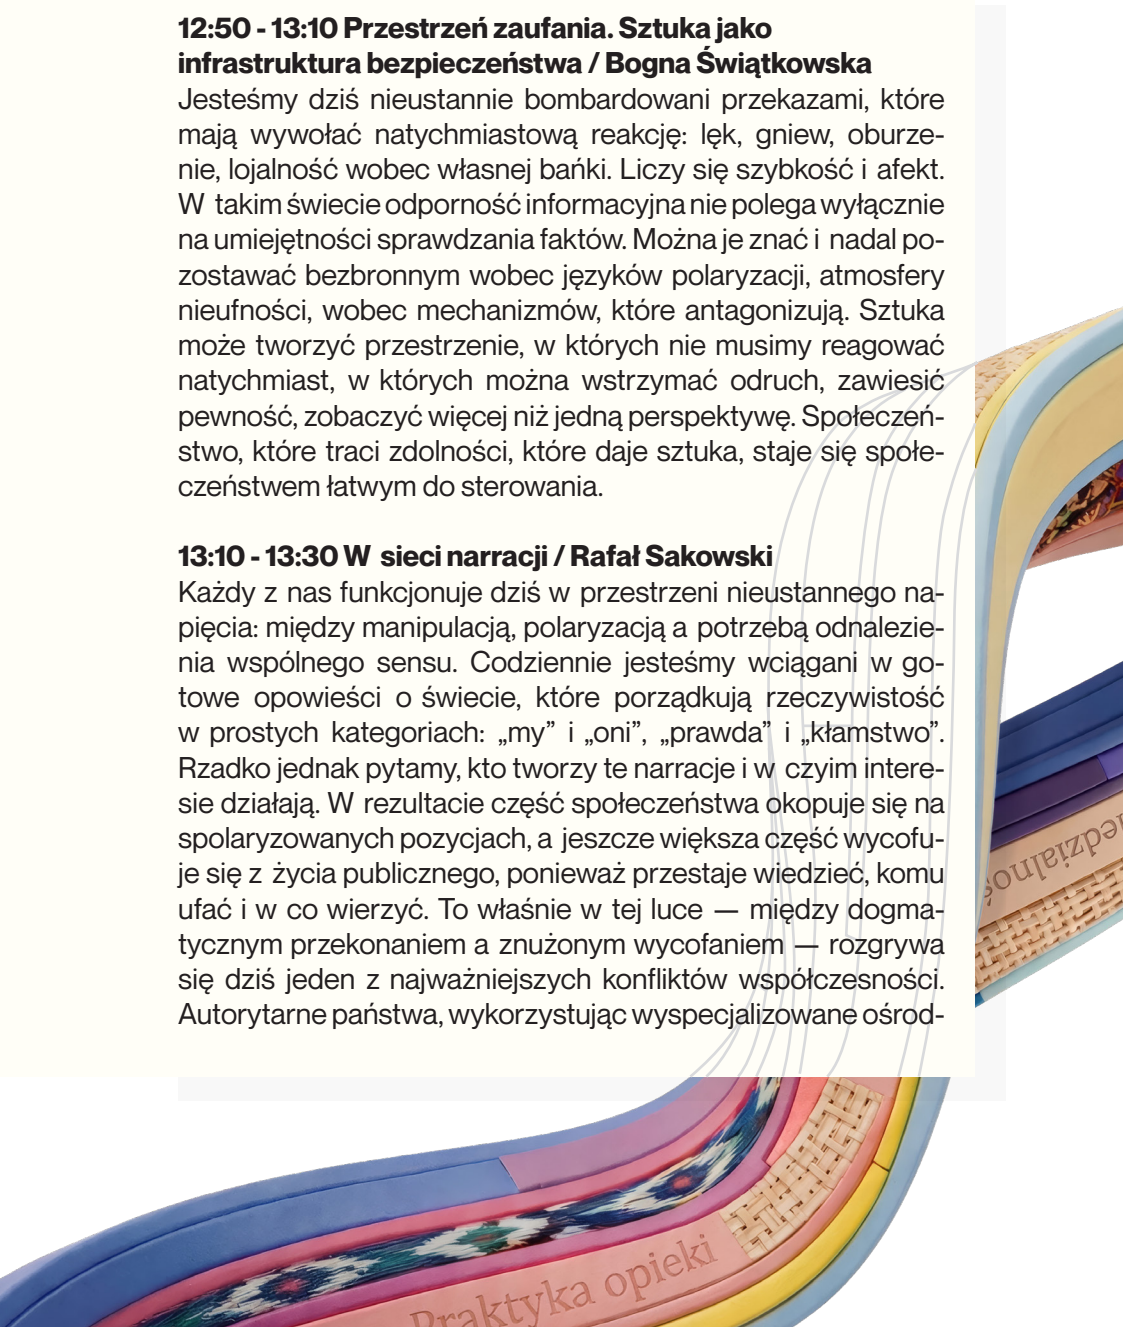 12:50 - 13:10 Przestrzeń zaufania. Sztuka jako
infrastruktura bezpieczeństwa / Bogna Świątkowska
Jesteśmy dziś nieustannie bombardowani przekazami, które
mają wywołać natychmiastową reakcję: lęk, gniew, oburze-
nie, lojalność wobec własnej bańki. Liczy się szybkość i afekt.
W takim świecie odporność informacyjna nie polega wyłącznie
na umiejętności sprawdzania faktów. Można je znać i nadal po-
zostawać bezbronnym wobec języków polaryzacji, atmosfery
nieufności, wobec mechanizmów, które antagonizują. Sztuka
może tworzyć przestrzenie, w których nie musimy reagować
natychmiast, w których można wstrzymać odruch, zawiesić
pewność, zobaczyć więcej niż jedną perspektywę. Społeczeń-
stwo, które traci zdolności, które daje sztuka, staje się społe-
czeństwem łatwym do sterowania.
13:10 - 13:30 W sieci narracji / Rafał Sakowski
Każdy z nas funkcjonuje dziś w przestrzeni nieustannego na-
pięcia: między manipulacją, polaryzacją a potrzebą odnalezie-
nia wspólnego sensu. Codziennie jesteśmy wciągani w go-
towe opowieści o świecie, które porządkują rzeczywistość
w prostych kategoriach: „my” i „oni”, „prawda” i „kłamstwo”.
Rzadko jednak pytamy, kto tworzy te narracje i w czyim intere-
sie działają. W rezultacie część społeczeństwa okopuje się na
spolaryzowanych pozycjach, a jeszcze większa część wycofu-
je się z życia publicznego, ponieważ przestaje wiedzieć, komu
ufać i w co wierzyć. To właśnie w tej luce — między dogma-
tycznym przekonaniem a znużonym wycofaniem — rozgrywa
się dziś jeden z najważniejszych konfliktów współczesności.
Autorytarne państwa, wykorzystując wyspecjalizowane ośrod-
Praktyka opieki